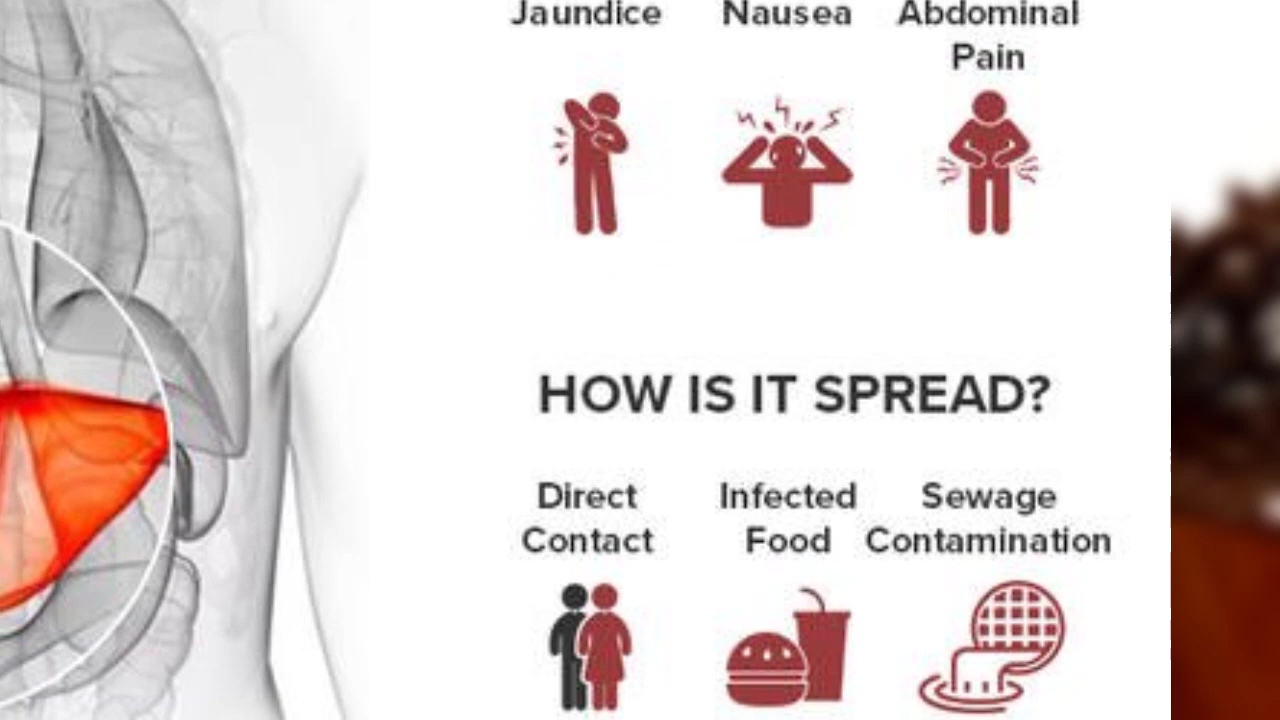 Jaundice Nausea Abdominal
Pain
HOW IS IT SPREAD?
Direct Infected Sewage
Contact Food Contamination